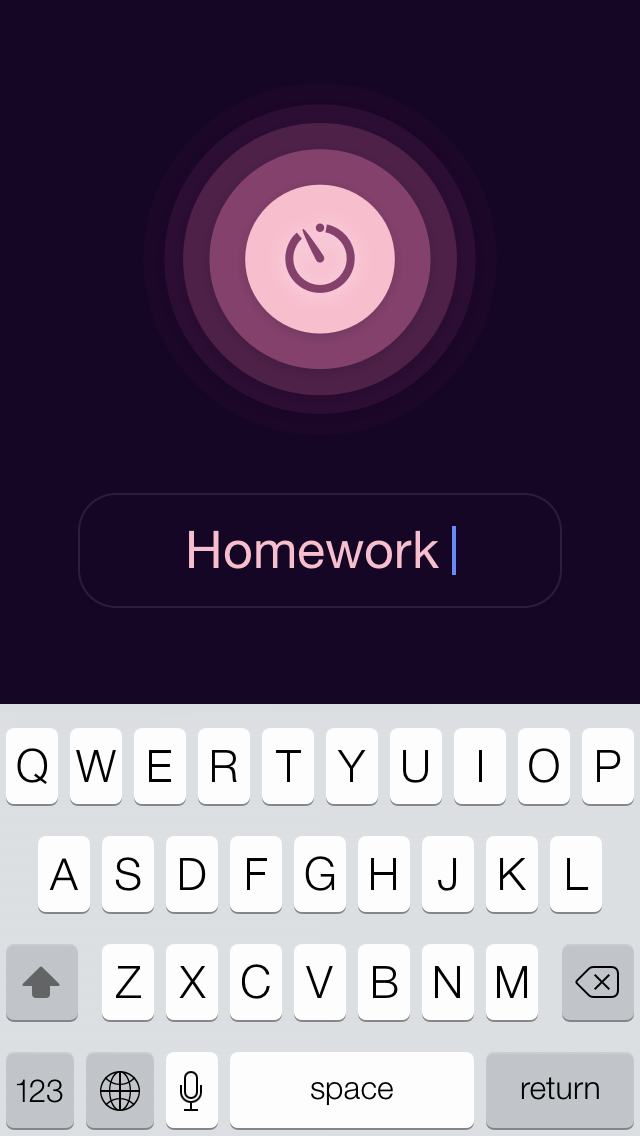 Homework
Q W E R T Y U I O P
A S D F G H J K L
Z X C V B N M
123 space return